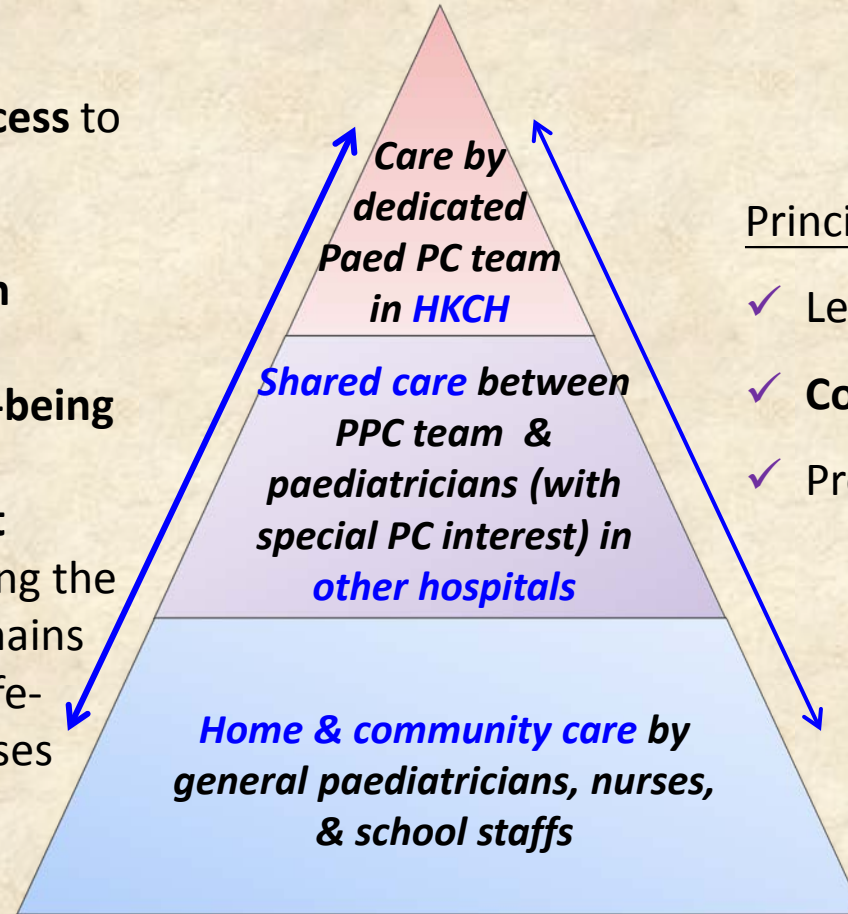 cess to
-being
ing the
nains
fe-
ses
Care by
dedicated
Paed PC team
in HKCH
Shared care between
PPC team &
paediatricians (with
special PC interest) in
other hospitals
Home & community care by
general paediatricians, nurses,
& school staffs
Princi
Le
Co
Pr